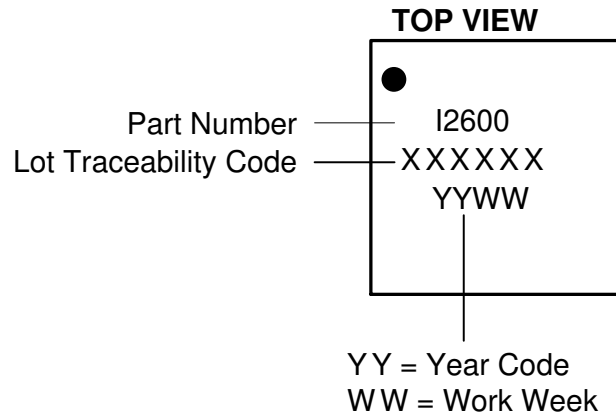 TOP VIEW
Part Number
I2600
Lot Traceability Code
XXXXXX
YYWW
YY = Year Code
WW = Work Week